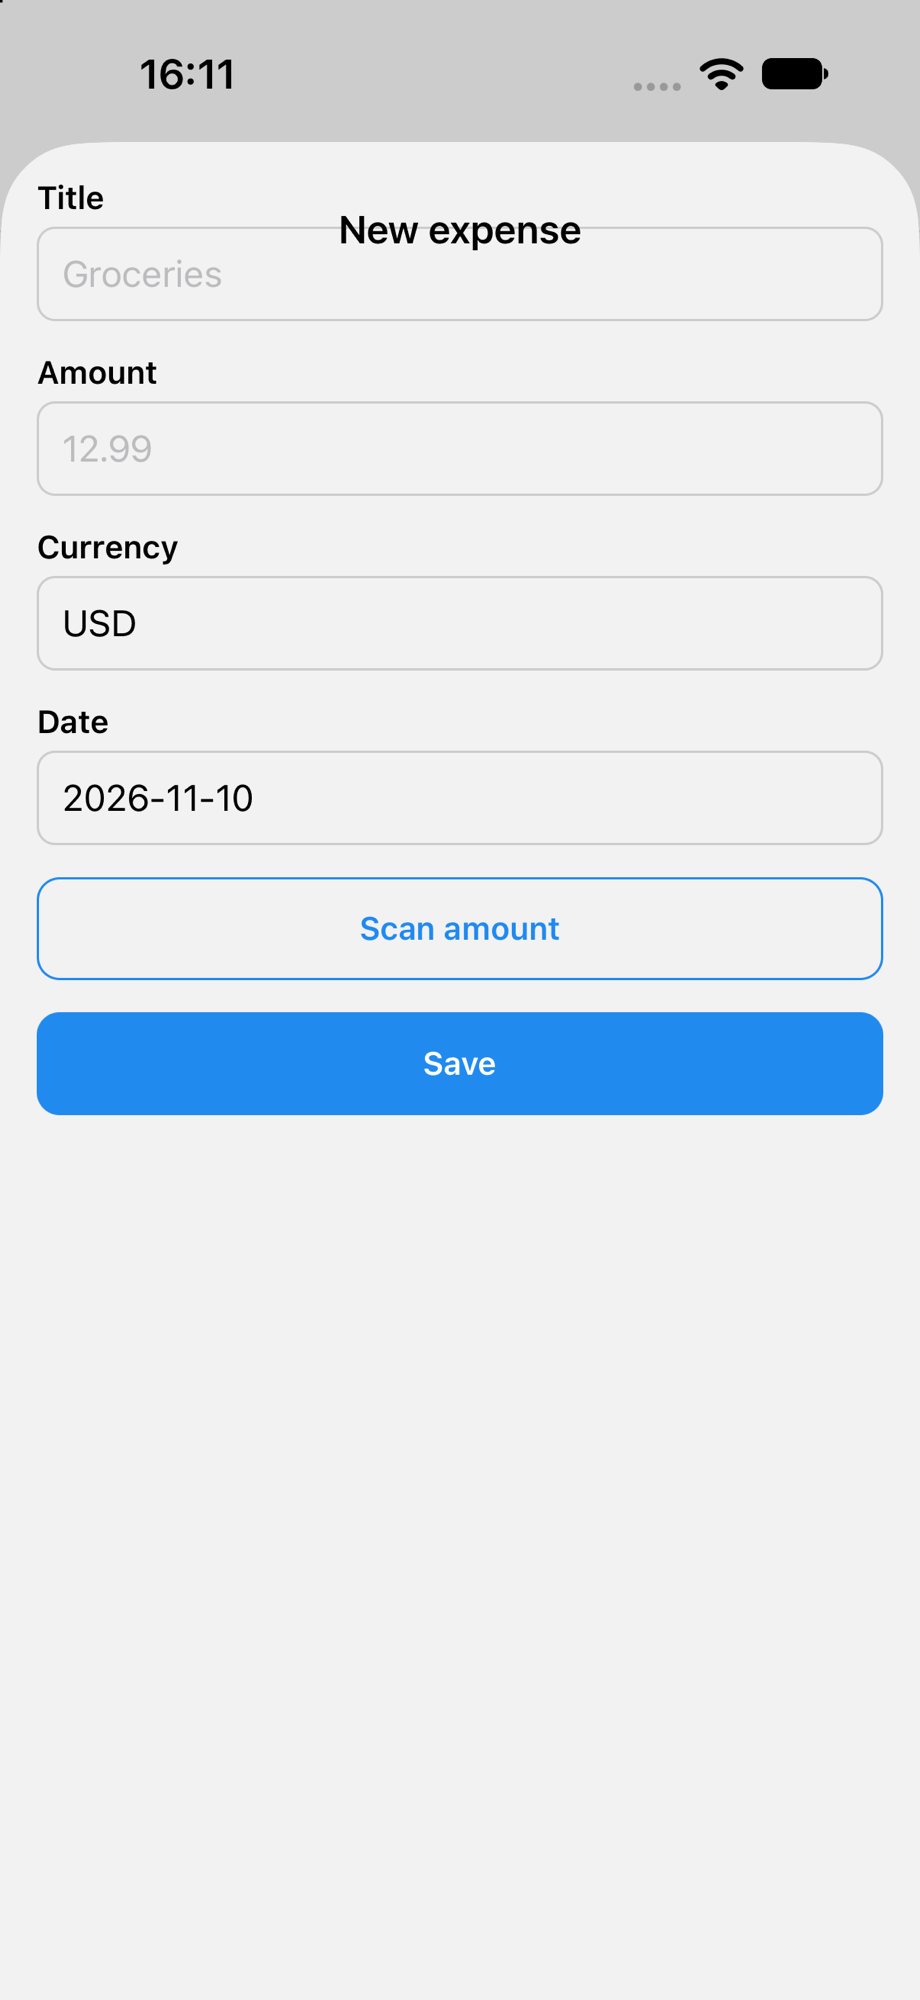 16:11
Title
New expense
Groceries
Amount
12.99
Currency
USD
Date
2026-11-10
Scan amount
Save